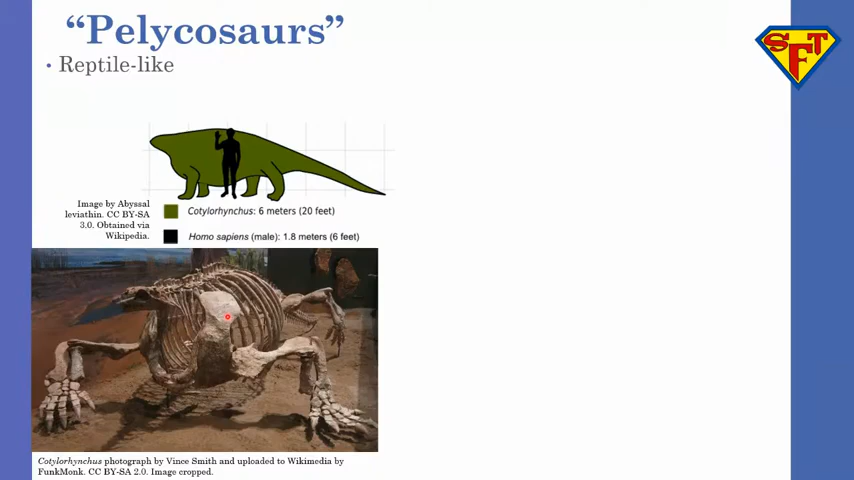 “Pelycosaurs”
• Reptile-like
SFT
Image by Abyssal
leviathin. CC BY-SA
3.0. Obtained via
Wikipedia.
Cotylorhynchus: 6 meters (20 feet)
Homo sapiens (male): 1.8 meters (6 feet)
Cotylorhynchus photograph by Vince Smith and uploaded to Wikimedia by
FunkMonk. CC BY-SA 2.0. Image cropped.